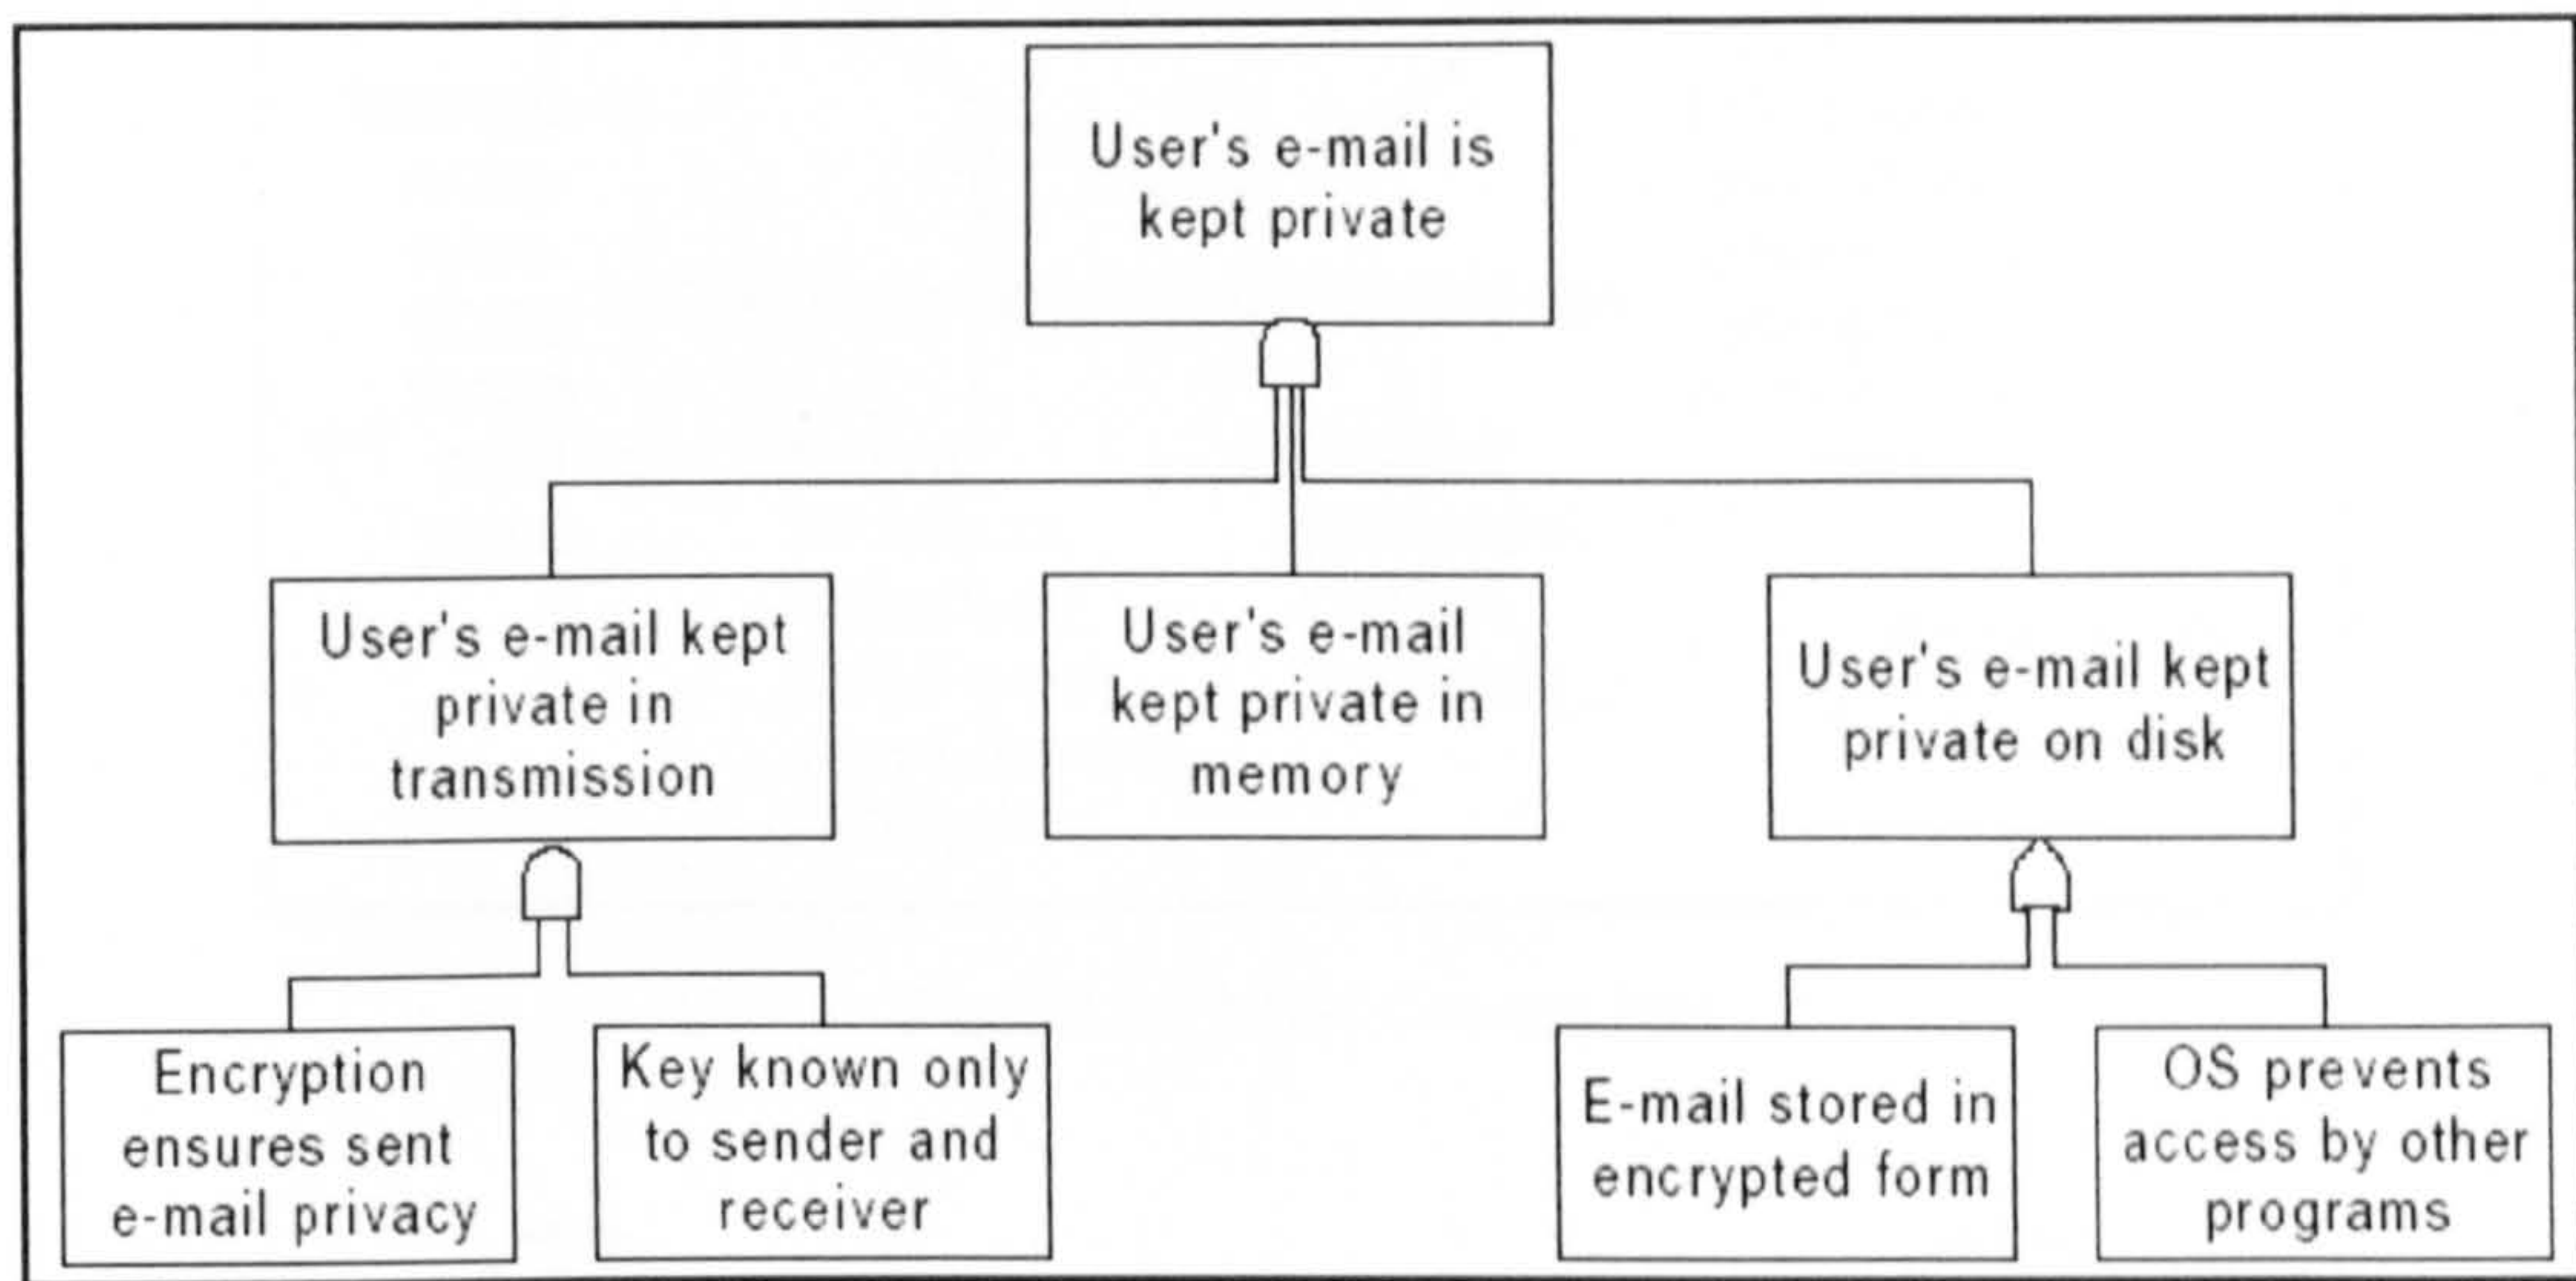 User's e-mail is
kept private
User's e-mail kept
private in
transmission
User's e-mail
kept private in
memory
User's e-mail kept
private on disk
Encryption
ensures sent
e-mail privacy
Key known only
to sender and
receiver
E-mail stored in
encrypted form
OS prevents
access by other
programs